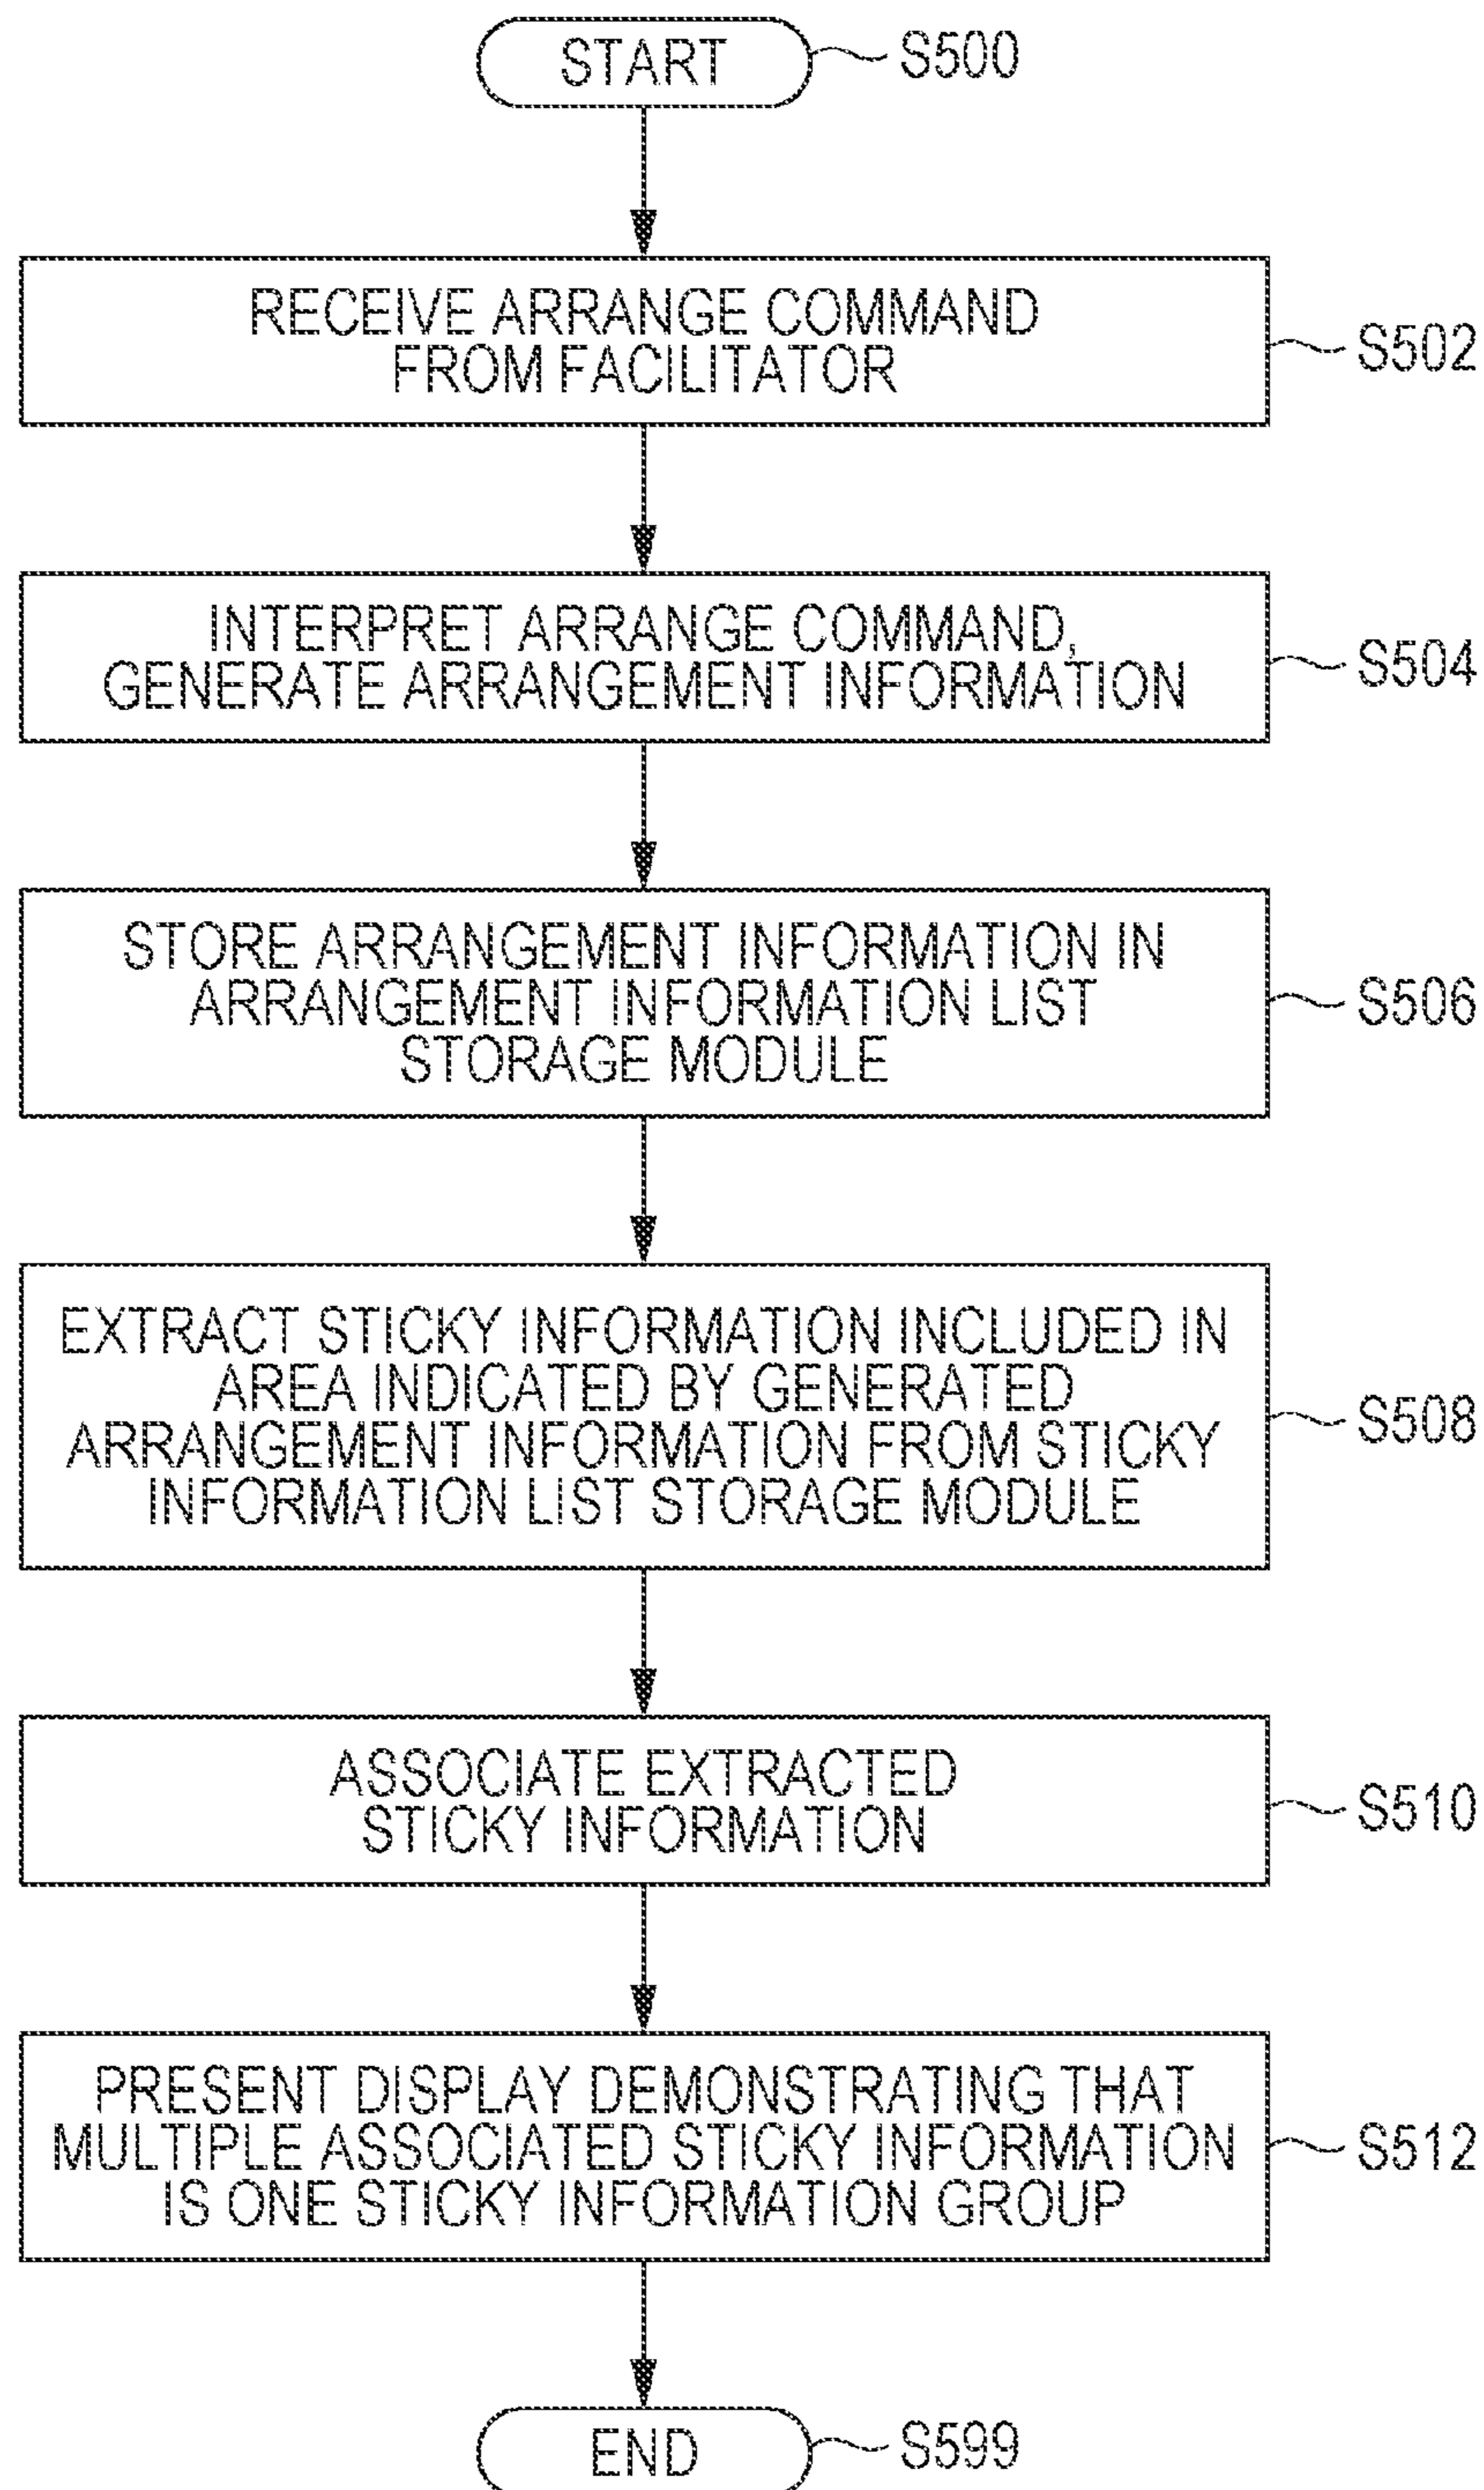 START
S500
RECEIVE ARRANGE COMMAND
FROM FACILITATOR
S502
INTERPRET ARRANGE COMMAND,
GENERATE ARRANGEMENT INFORMATION
S504
STORE ARRANGEMENT INFORMATION IN
ARRANGEMENT INFORMATION LIST
STORAGE MODULE
S506
EXTRACT STICKY INFORMATION INCLUDED IN
AREA INDICATED BY GENERATED
ARRANGEMENT INFORMATION FROM STICKY
INFORMATION LIST STORAGE MODULE
S508
ASSOCIATE EXTRACTED
STICKY INFORMATION
S510
PRESENT DISPLAY DEMONSTRATING THAT
MULTIPLE ASSOCIATED STICKY INFORMATION
IS ONE STICKY INFORMATION GROUP
S512
END
S599